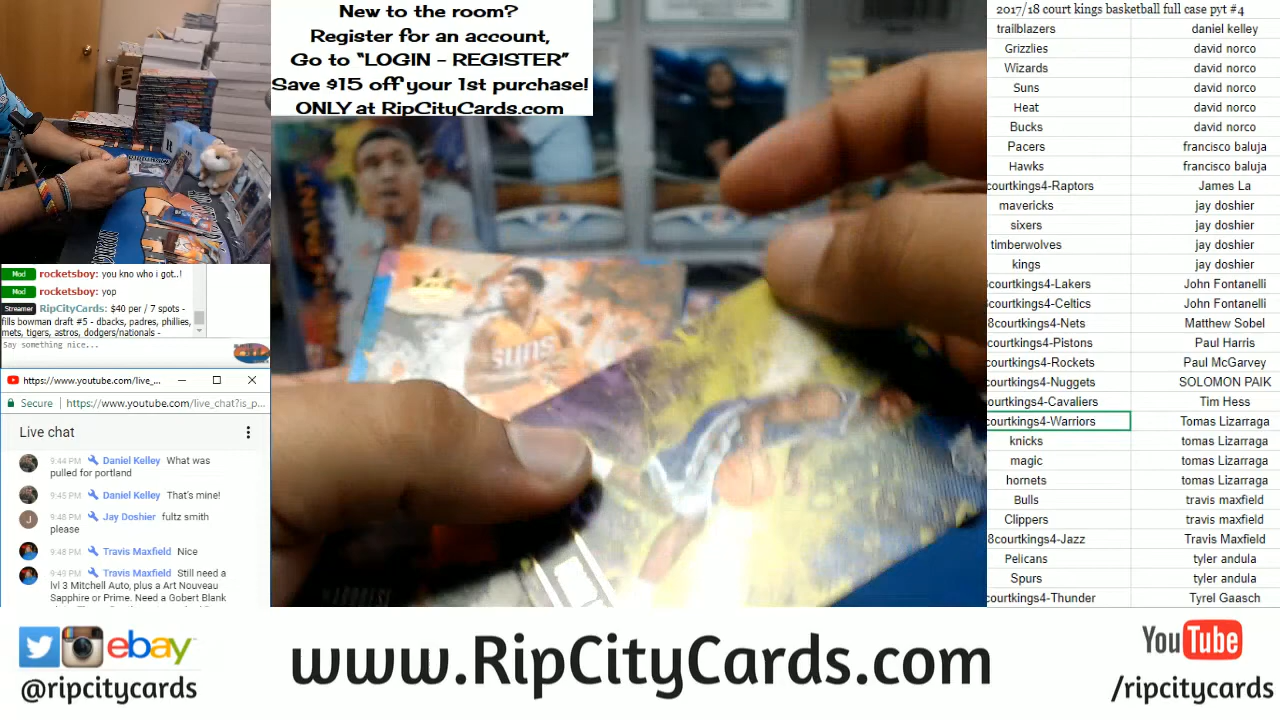 New to the room?
Register for an account,
Go to "LOGIN - REGISTER"
Save $15 off your 1st purchase!
ONLY at RipCityCards.com
Mod rocketsboy: you kno who i got..!
Mod rocketsboy: yop
Streamer RipCityCards: $40 per / 7 spots -
fills bowman draft #5 - dbacks, padres, phillies,
mets, tigers, astros, dodgers/nationals -
Say something nice...
https://www.youtube.com/live_...
Secure https://www.youtube.com/live_chat?is_p...
Live chat
9:44 PM Daniel Kelley What was
pulled for portland
9:45 PM Daniel Kelley That's mine!
9:48 PM Jay Doshier fultz smith
please
9:48 PM Travis Maxfield Nice
9:49 PM Travis Maxfield Still need a
lvl 3 Mitchell Auto, plus a Art Nouveau
Sapphire or Prime. Need a Gobert Blank
SUNS
2017/18 court kings basketball full case pyt #4
trailblazers daniel kelley
Grizzlies david norco
Wizards david norco
Suns david norco
Heat david norco
Bucks david norco
Pacers francisco baluja
Hawks francisco baluja
courtkings4-Raptors James La
mavericks jay doshier
sixers jay doshier
timberwolves jay doshier
kings jay doshier
8courtkings4-Lakers John Fontanelli
courtkings4-Celtics John Fontanelli
8courtkings4-Nets Matthew Sobel
courtkings4-Pistons Paul Harris
courtkings4-Rockets Paul McGarvey
courtkings4-Nuggets SOLOMON PAIK
courtkings4-Cavaliers Tim Hess
courtkings4-Warriors Tomas Lizarraga
knicks tomas Lizarraga
magic tomas Lizarraga
hornets tomas Lizarraga
Bulls travis maxfield
Clippers travis maxfield
8courtkings4-Jazz Travis Maxfield
Pelicans tyler andula
Spurs tyler andula
courtkings4-Thunder Tyrel Gaasch
ebay
@ripcitycards
www.RipCityCards.com
YouTube
/ripcitycards